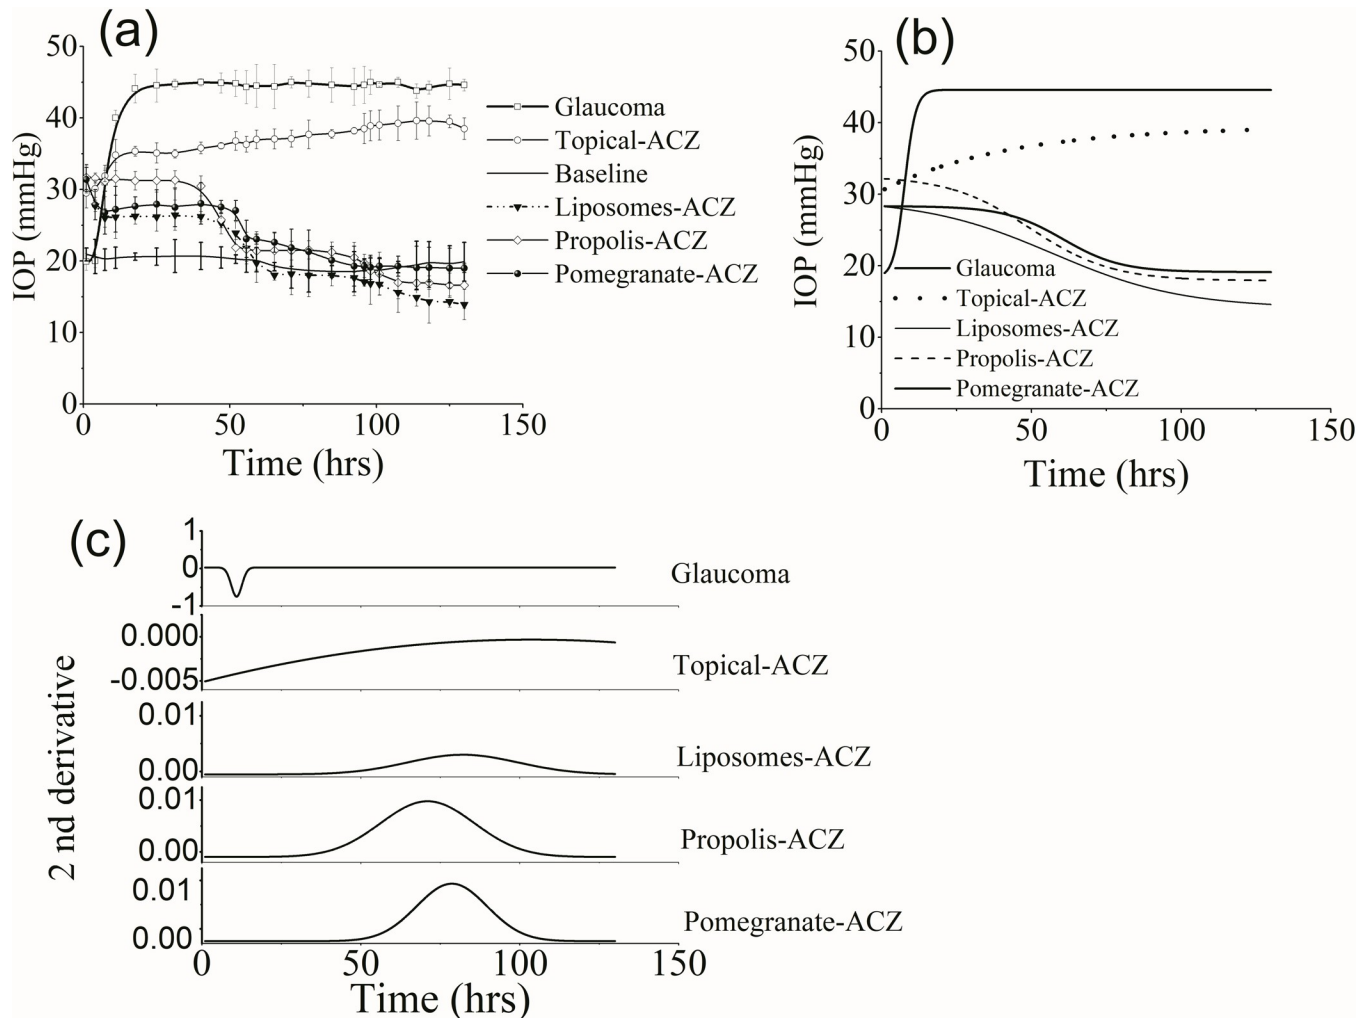 (a)
50
40
30
20
10
0
0 50 100 150
IOP (mmHg)
Time (hrs)
Glaucoma
Topical-ACZ
Baseline
Liposomes-ACZ
Propolis-ACZ
Pomegranate-ACZ
(b)
50
40
30
20
10
0
0 50 100 150
IOP (mmHg)
Time (hrs)
Glaucoma
Topical-ACZ
Liposomes-ACZ
Propolis-ACZ
Pomegranate-ACZ
(c)
2 nd derivative
1
0
-1
Glaucoma
0.000
-0.005
Topical-ACZ
0.01
0.00
Liposomes-ACZ
0.01
0.00
Propolis-ACZ
0.01
0.00
Pomegranate-ACZ
0 50 100 150
Time (hrs)